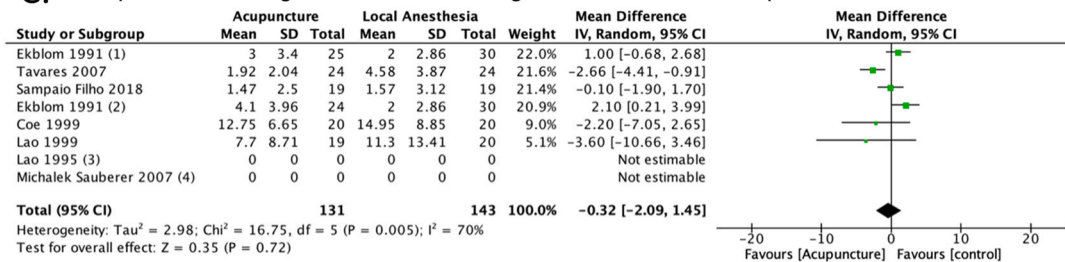 Acupuncture Local Anesthesia Mean Difference Mean Difference
Study or Subgroup Mean SD Total Mean SD Total Weight IV, Random, 95% CI IV, Random, 95% CI
Ekblom 1991 (1) 3 3.4 25 2 2.86 30 22.0% 1.00 [-0.68, 2.68]
Tavares 2007 1.92 2.04 24 4.58 3.87 24 21.6% -2.66 [-4.41, -0.91]
Sampaio Filho 2018 1.47 2.5 19 1.57 3.12 19 21.4% -0.10 [-1.90, 1.70]
Ekblom 1991 (2) 4.1 3.96 24 2 2.86 30 20.9% 2.10 [0.21, 3.99]
Coe 1999 12.75 6.65 20 14.95 8.85 20 9.0% -2.20 [-7.05, 2.65]
Lao 1999 7.7 8.71 19 11.3 13.41 20 5.1% -3.60 [-10.66, 3.46]
Lao 1995 (3) 0 0 0 0 0 0 Not estimable
Michalek Sauberer 2007 (4) 0 0 0 0 0 0 Not estimable
Total (95% CI) 131 143 100.0% -0.32 [-2.09, 1.45]
Heterogeneity: Tau² = 2.98; Chi² = 16.75, df = 5 (P = 0.005); I² = 70%
Test for overall effect: Z = 0.35 (P = 0.72)
-20 -10 0 10 20
Favours [Acupuncture] Favours [control]